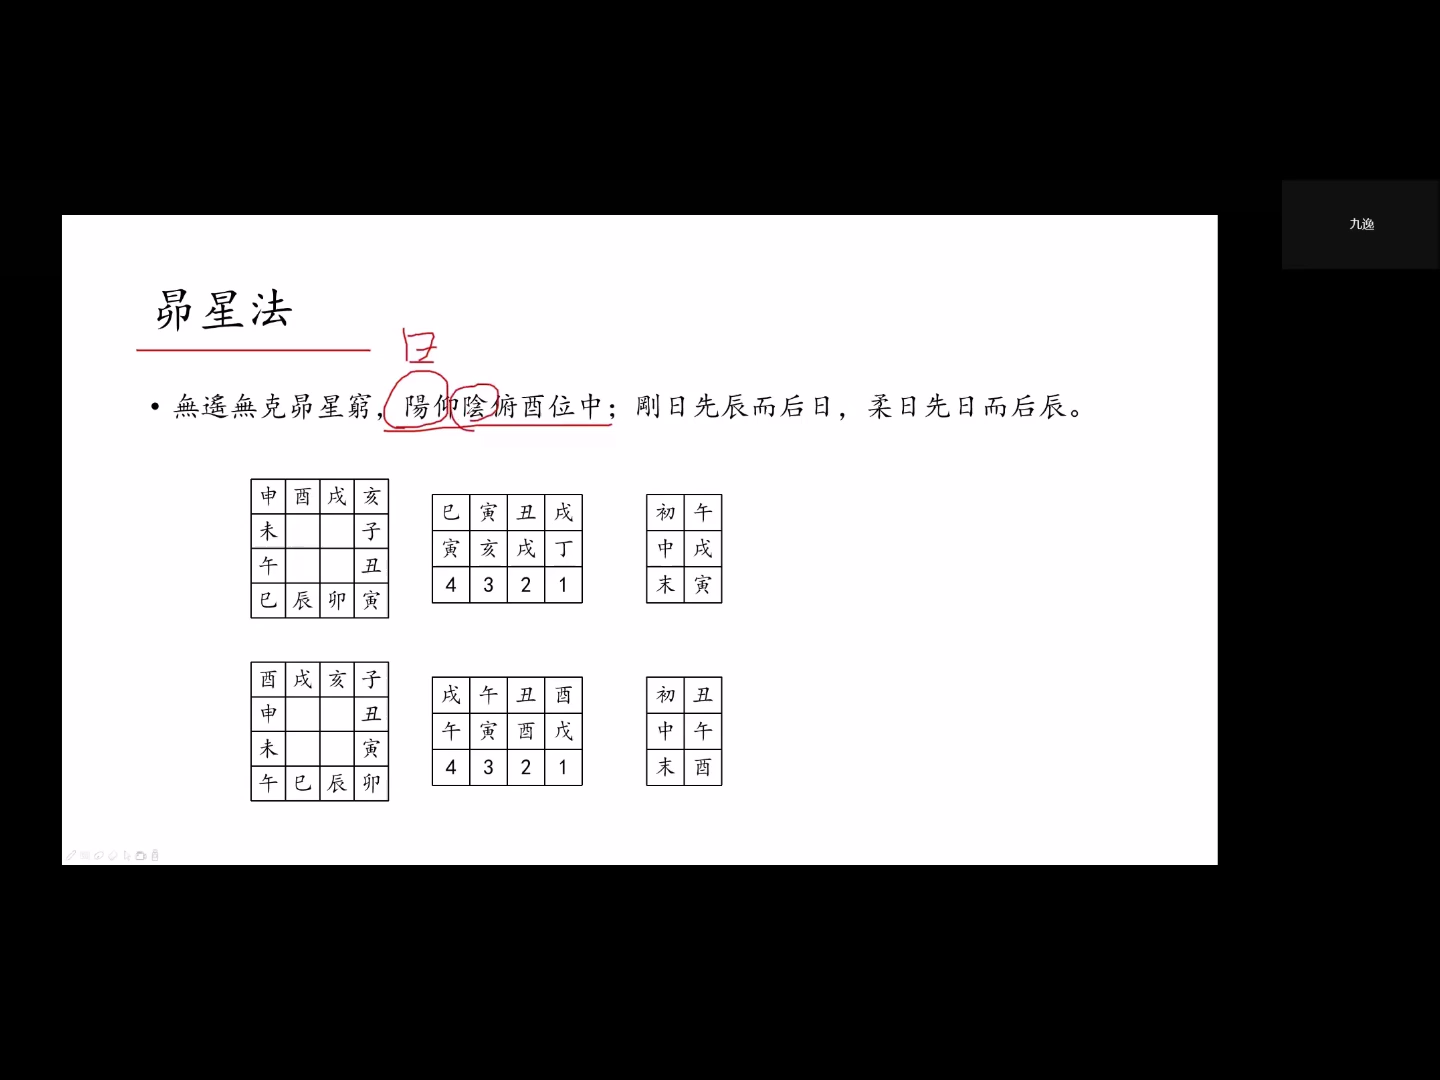 九逸
昴星法
日
• 無遙無克昴星窮，陽仰陰俯酉位中；剛日先辰而后日，柔日先日而后辰。
申 酉 戌 亥
未 子
午 丑
巳 辰 卯 寅
巳 寅 丑 戌
寅 亥 戌 丁
4 3 2 1
初 午
中 戌
末 寅
酉 戌 亥 子
申 丑
未 寅
午 巳 辰 卯
戌 午 丑 酉
午 寅 酉 戊
4 3 2 1
初 丑
中 午
末 酉